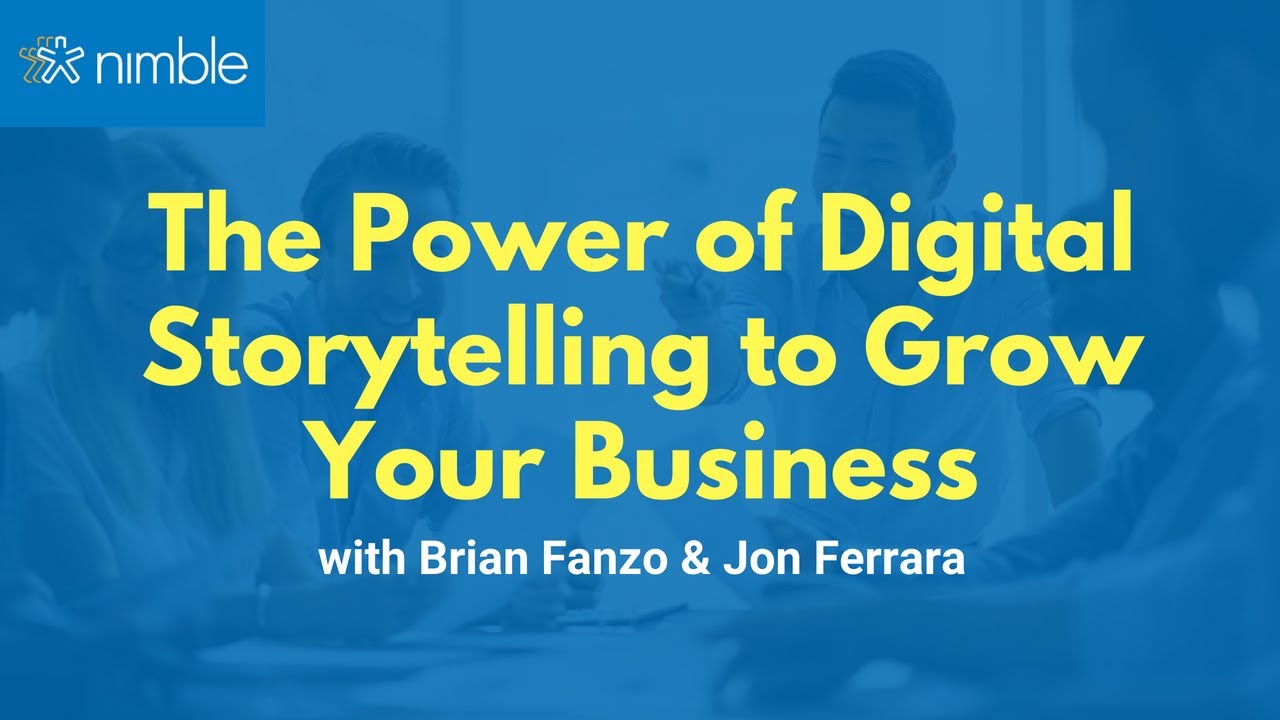 nimble
The Power of Digital
Storytelling to Grow
Your Business
with Brian Fanzo & Jon Ferrara